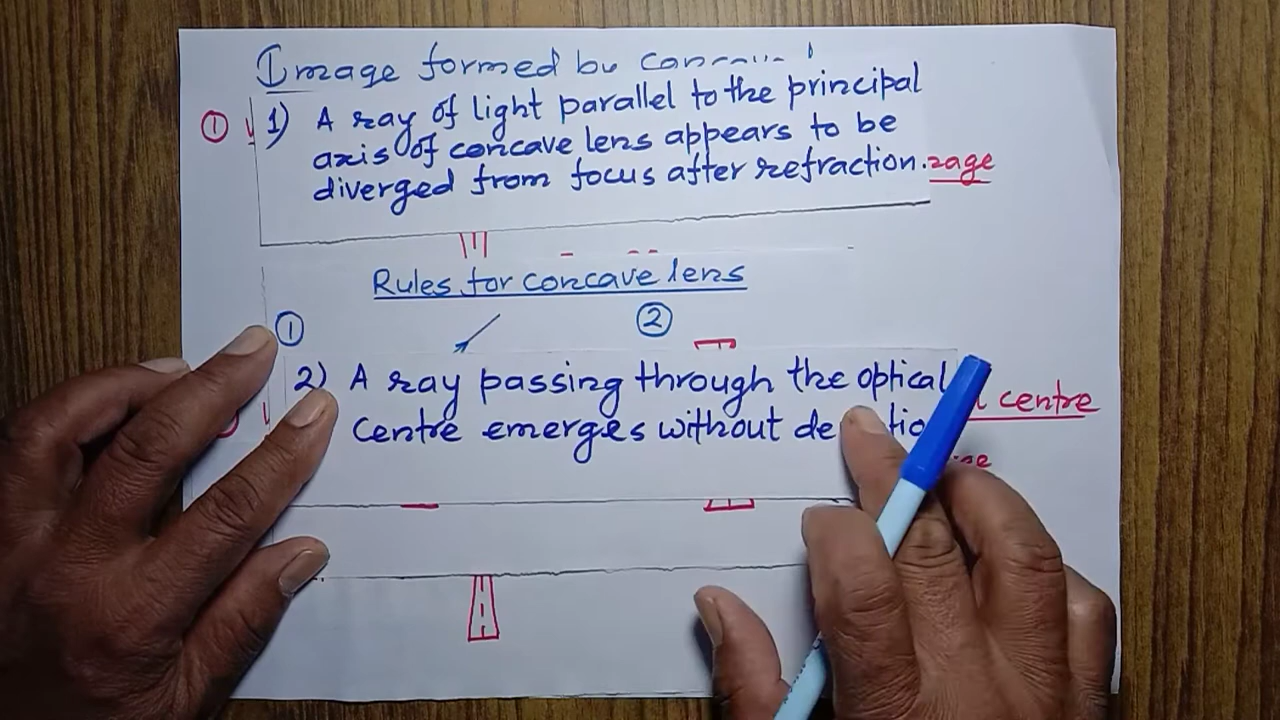 Image formed by
① 1) A ray of light parallel to the principal
axis of concave lens appears to be
diverged from focus after refraction.
Rules for concave lens
① ②
2) A ray passing through the optical
centre
centre emerges without